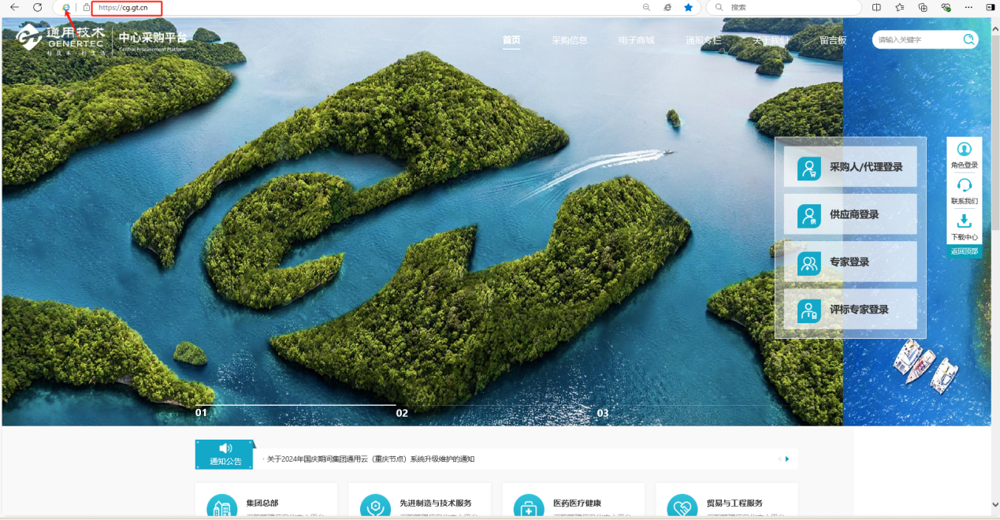 https://cg.gt.cn
搜索
通用技术
GENERTEC
好技术·好生活
中心采购平台
Central Procurement Platform
首页
采购信息
电子商城
通报专栏
关于我们
留言板
请输入关键字
采购人/代理登录
供应商登录
专家登录
评标专家登录
角色登录
联系我们
下载中心
返回顶部
01
02
03
通知公告
· 关于2024年国庆期间集团通用云（重庆节点）系统升级维护的通知
集团总部
先进制造与技术服务
医药医疗健康
贸易与工程服务